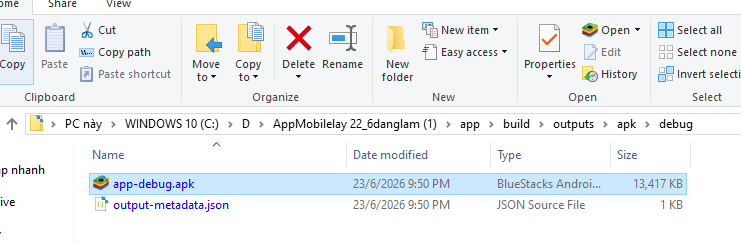 ome Share View
Copy
Paste
Cut
Copy path
Paste shortcut
Clipboard
Move to
Copy to
Delete
Rename
Organize
New folder
New item
Easy access
New
Properties
Open
Edit
History
Open
Select all
Select none
Invert selecti
Select
PC này WINDOWS 10 (C:) D AppMobilelay 22_6danglam (1) app build outputs apk debug
Name Date modified Type Size
ap nhanh
app-debug.apk 23/6/2026 9:50 PM BlueStacks Androi... 13,417 KB
output-metadata.json 23/6/2026 9:50 PM JSON Source File 1 KB
ive